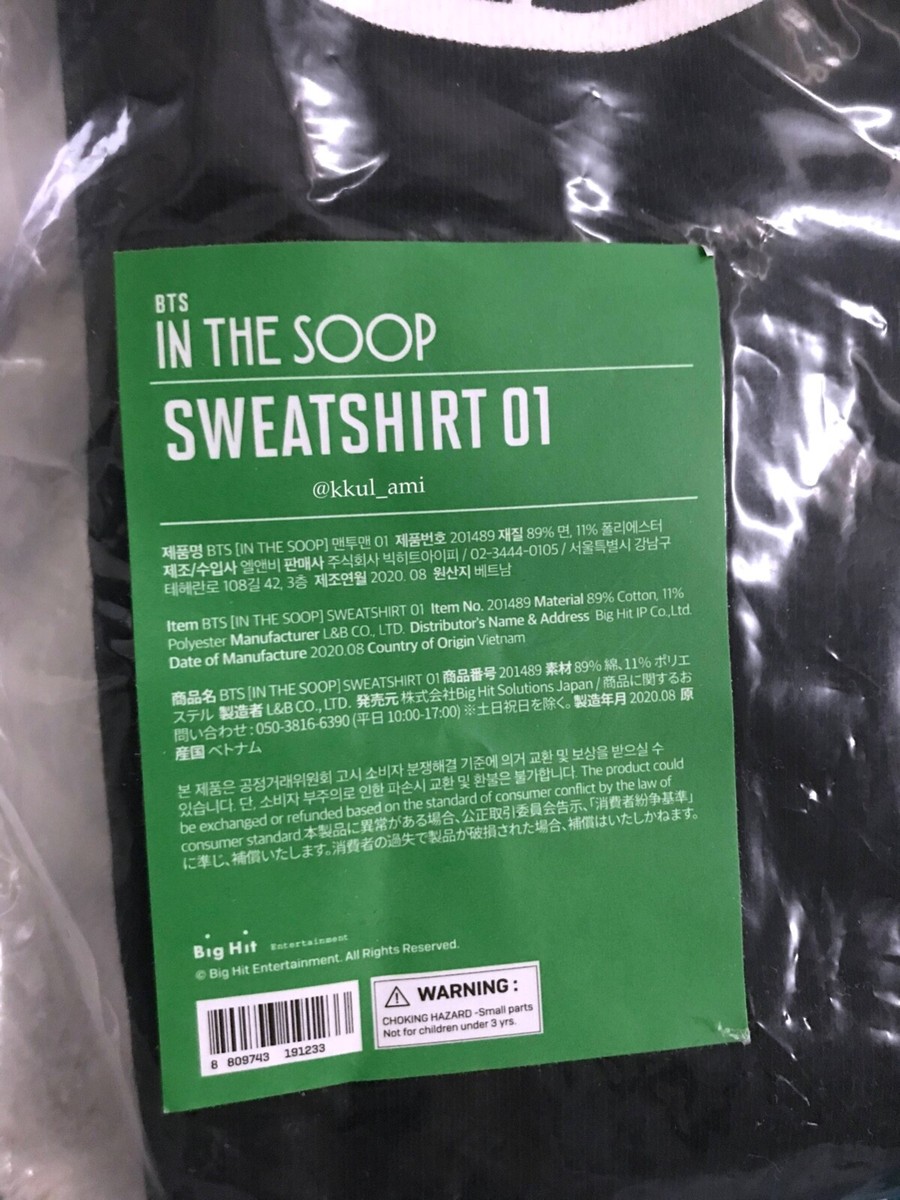 BTS
IN THE SOOP
SWEATSHIRT 01
@kkul_ami
제품명 BTS [IN THE SOOP] 맨투맨 01 제품번호 201489 재질 89% 면, 11% 폴리에스터
제조/수입사 엘앤비 판매사 주식회사 빅히트아이피 / 02-3444-0105 / 서울특별시 강남구
테헤란로 108길 42, 3층 제조연월 2020. 08 원산지 베트남
Item BTS [IN THE SOOP] SWEATSHIRT 01 Item No. 201489 Material 89% Cotton, 11%
Polyester Manufacturer L&B CO., LTD. Distributor's Name & Address Big Hit IP Co.,Ltd.
Date of Manufacture 2020.08 Country of Origin Vietnam
商品名 BTS [IN THE SOOP] SWEATSHIRT 01 商品番号 201489 素材 89% 綿、11% ポリエ
ステル 製造者 L&B CO., LTD. 発売元 株式会社Big Hit Solutions Japan / 商品に関するお
問い合わせ : 050-3816-6390 (平日 10:00-17:00) ※土日祝日を除く。 製造年月 2020.08 原
産国 ベトナム
본 제품은 공정거래위원회 고시 소비자 분쟁해결 기준에 의거 교환 및 보상을 받으실 수
있습니다. 단, 소비자 부주의로 인한 파손시 교환 및 환불은 불가합니다. The product could
be exchanged or refunded based on the standard of consumer conflict by the law of
consumer standard.本製品に異常がある場合、公正取引委員会告示、「消費者紛争基準」
に準じ、補償いたします。消費者の過失で製品が破損された場合、補償はいたしかねます。
Big Hit Entertainment
© Big Hit Entertainment. All Rights Reserved.
8 809743 191233
WARNING :
CHOKING HAZARD -Small parts
Not for children under 3 yrs.